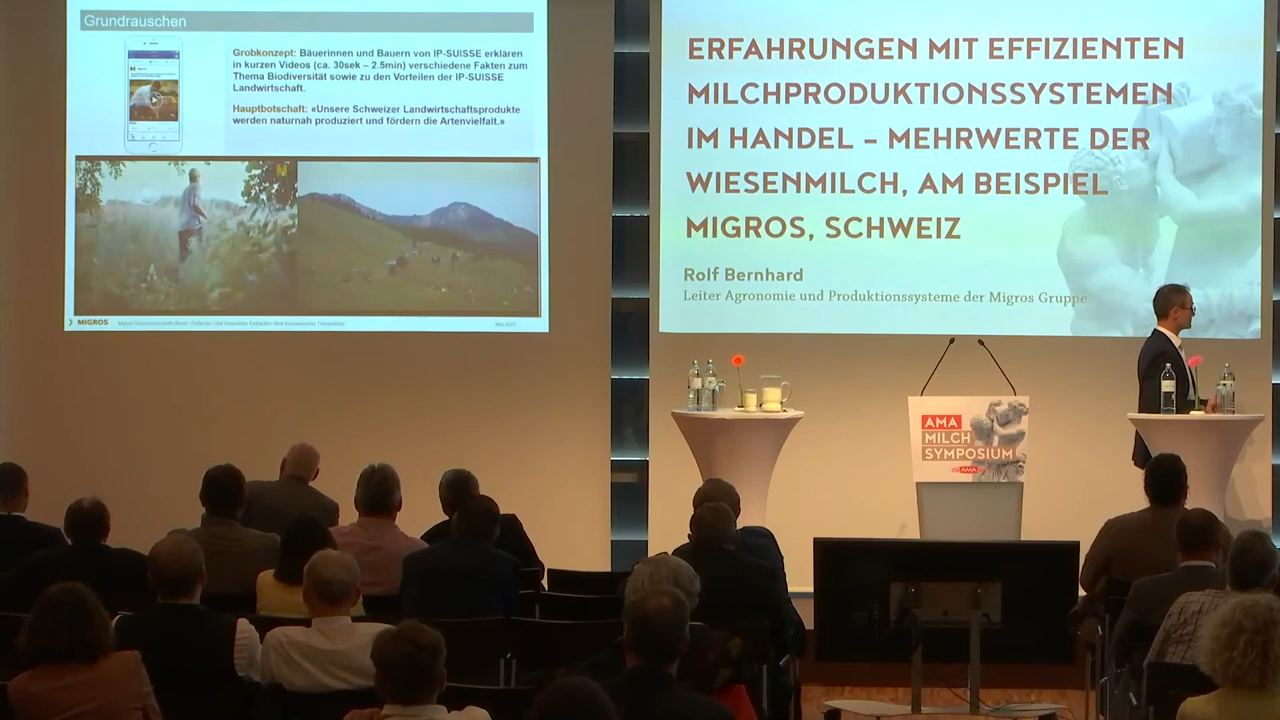 Grundrauschen
Grobkonzept: Bäuerinnen und Bauern von IP-SUISSE erklären
in kurzen Videos (ca. 30sek – 2.5min) verschiedene Fakten zum
Thema Biodiversität sowie zu den Vorteilen der IP-SUISSE
Landwirtschaft.
Hauptbotschaft: «Unsere Schweizer Landwirtschaftsprodukte
werden naturnah produziert und fördern die Artenvielfalt.»
MIGROS
ERFAHRUNGEN MIT EFFIZIENTEN
MILCHPRODUKTIONSSYSTEMEN
IM HANDEL – MEHRWERTE DER
WIESENMILCH, AM BEISPIEL
MIGROS, SCHWEIZ
Rolf Bernhard
Leiter Agronomie und Produktionssysteme der Migros Gruppe
AMA
MILCH
SYMPOSIUM
AMA